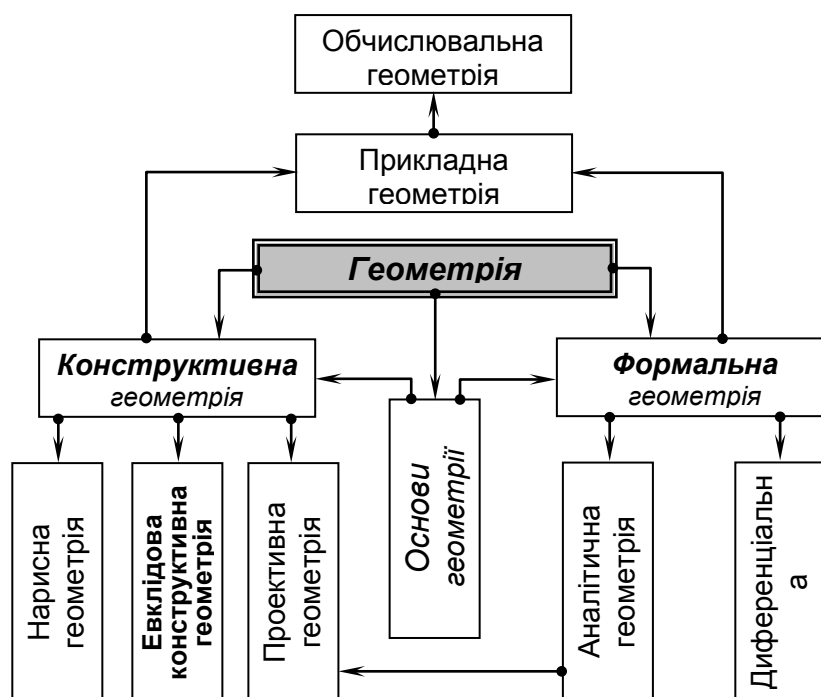 Обчислювальна
геометрія
Прикладна
геометрія
Геометрія
Конструктивна
геометрія
Формальна
геометрія
Нарисна
геометрія
Евклідова
конструктивна
геометрія
Проективна
геометрія
Основи
геометрії
Аналітична
геометрія
Диференціальн
а